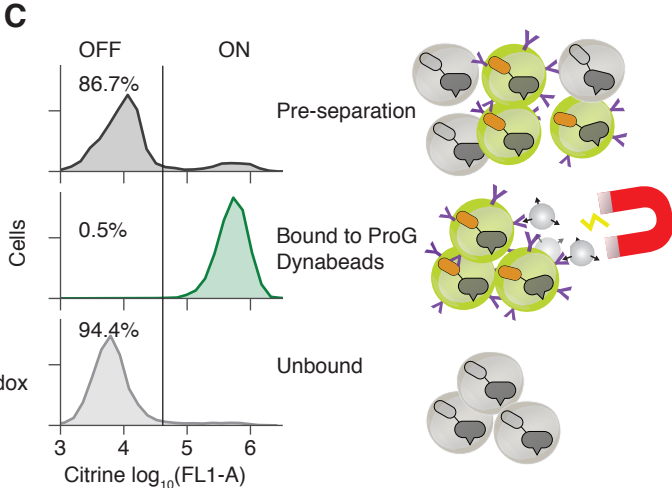 C
OFF ON
86.7%
Pre-separation
0.5%
Bound to ProG
Dynabeads
Cells
94.4%
Unbound
dox
3 4 5 6
Citrine log10(FL1-A)